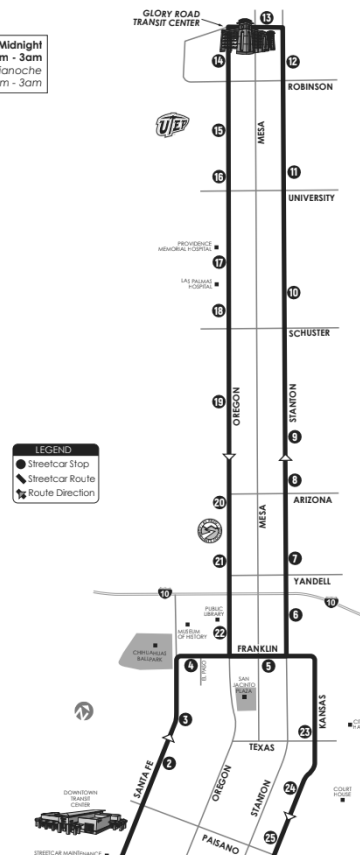 GLORY ROAD
TRANSIT CENTER
13
Midnight
m - 3am
ianoche
m - 3am
14
12
ROBINSON
UTEP
15
MESA
16
11
UNIVERSITY
PROVIDENCE
MEMORIAL HOSPITAL
17
LAS PALMAS
HOSPITAL
18
10
SCHUSTER
19
OREGON
STANTON
9
LEGEND
Streetcar Stop
Streetcar Route
Route Direction
8
20
ARIZONA
MESA
21
7
YANDELL
10
10
PUBLIC
LIBRARY
6
MUSEUM
OF HISTORY
22
CHIHUAHUAS
BALLPARK
FRANKLIN
4
EL PASO
5
SAN
JACINTO
PLAZA
KANSAS
3
23
TEXAS
2
SANTA FE
OREGON
STANTON
24
COURT
HOUSE
DOWNTOWN
TRANSIT
CENTER
25
PAISANO
STREETCAR MAINTENANCE